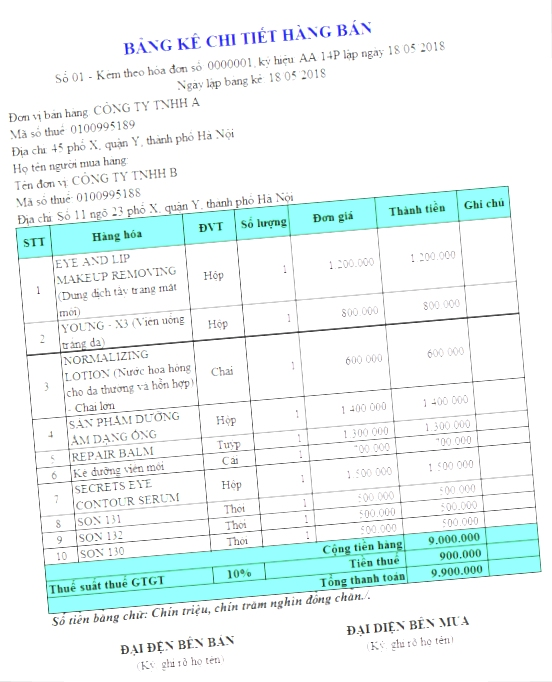 BẢNG KÊ CHI TIẾT HÀNG BÁN
Số 01 - Kèm theo hóa đơn số 0000001, ký hiệu AA 14P lập ngày 18 05 2018
Ngày lập bảng kê 18 05 2018
Đơn vị bán hàng: CÔNG TY TNHH A
Mã số thuế: 0100995189
Địa chỉ: 45 phố X, quận Y, thành phố Hà Nội
Họ tên người mua hàng:
Tên đơn vị: CÔNG TY TNHH B
Mã số thuế: 0100995188
Địa chỉ: Số 11 ngõ 23 phố X, quận Y, thành phố Hà Nội
STT Hàng hóa ĐVT Số lượng Đơn giá Thành tiền Ghi chú
EYE AND LIP
1 MAKEUP REMOVING Hộp 1 1.200.000 1.200.000
(Dung dịch tẩy trang mắt
môi)
2 YOUNG - X3 (Viên uống Hộp 1 800.000 800.000
trắng da)
NORMALIZING
3 LOTION (Nước hoa hồng Chai 1 600.000 600.000
cho da thường và hỗn hợp)
- Chai lớn
4 SẢN PHẨM DƯỠNG Hộp 1 1.400.000 1.400.000
ẨM DẠNG ỐNG
5 REPAIR BALM Tuýp 1 1.300.000 1.300.000
6 Kẻ đường viền môi Cái 1 700.000 700.000
7 SECRETS EYE Hộp 1 1.500.000 1.500.000
CONTOUR SERUM
8 SON 131 Thỏi 1 500.000 500.000
9 SON 132 Thỏi 1 500.000 500.000
10 SON 130 Thỏi 1 500.000 500.000
Cộng tiền hàng 9.000.000
Thuế suất thuế GTGT 10% Tiền thuế 900.000
Tổng thanh toán 9.900.000
Số tiền bằng chữ: Chín triệu, chín trăm nghìn đồng chẵn./.
ĐẠI ĐỆN BÊN BÁN ĐẠI DIỆN BÊN MUA
(Ký, ghi rõ họ tên) (Ký, ghi rõ họ tên)